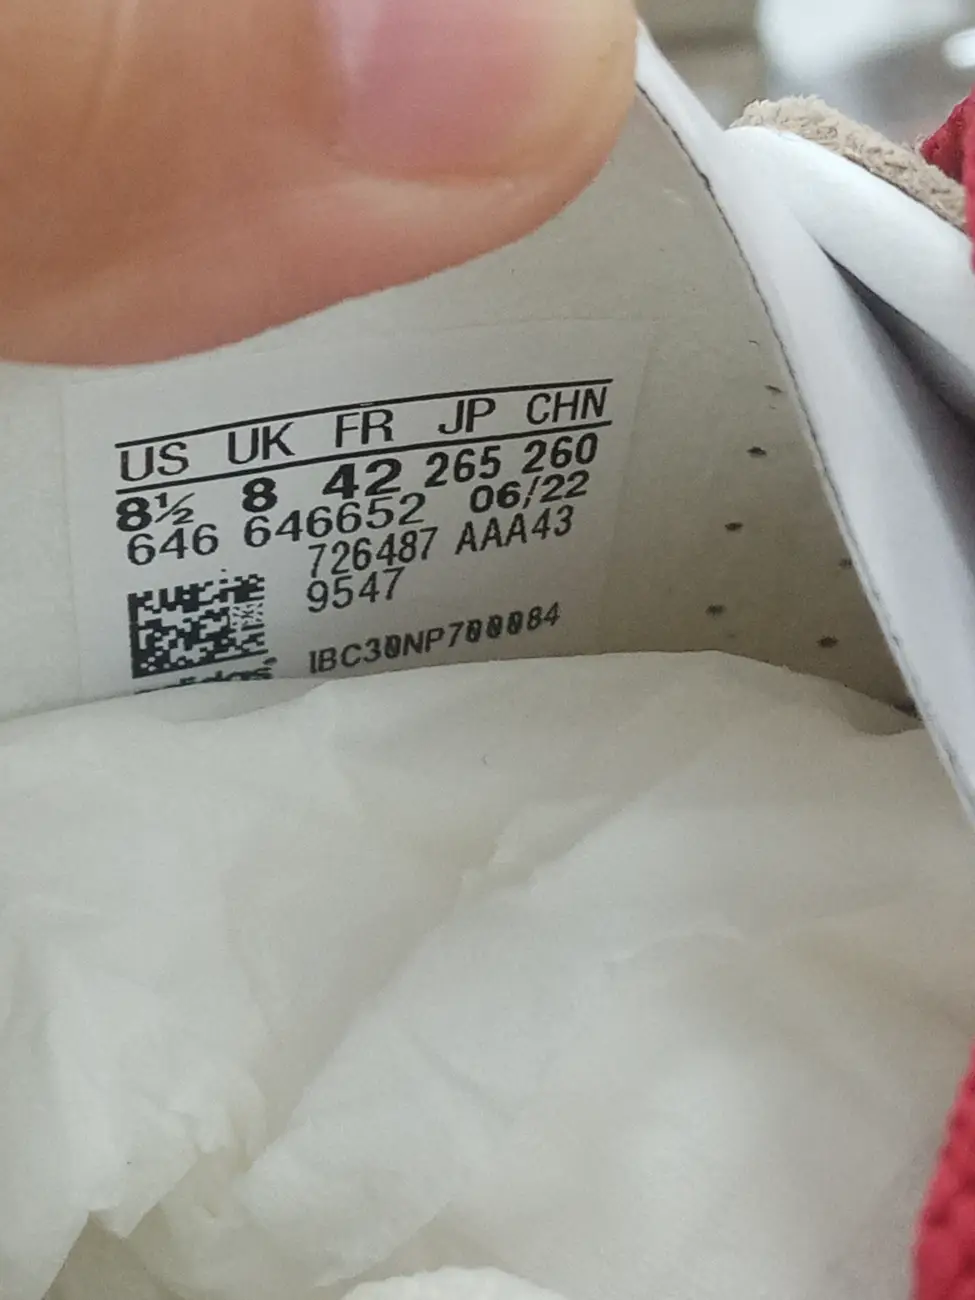 US UK FR JP CHN
8½ 8 42 265 260
646 646652 06/22
726487 AAA43
9547
IBC30NP700084
adidas